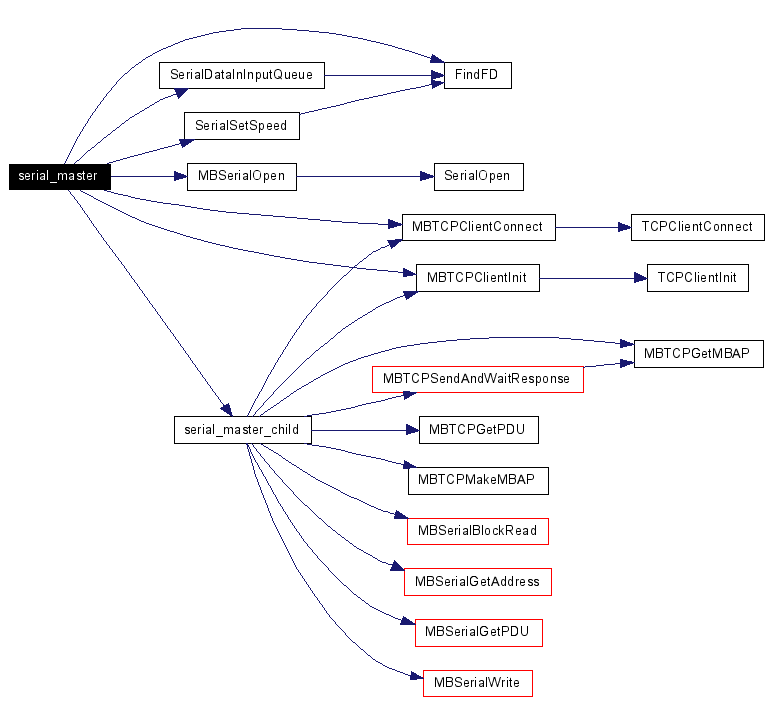 SerialDataInInputQueue
FindFD
SerialSetSpeed
serial_master
MBSerialOpen
SerialOpen
MBTCPClientConnect
TCPClientConnect
MBTCPClientInit
TCPClientInit
MBTCPGetMBAP
MBTCPSendAndWaitResponse
serial_master_child
MBTCPGetPDU
MBTCPMakeMBAP
MBSerialBlockRead
MBSerialGetAddress
MBSerialGetPDU
MBSerialWrite